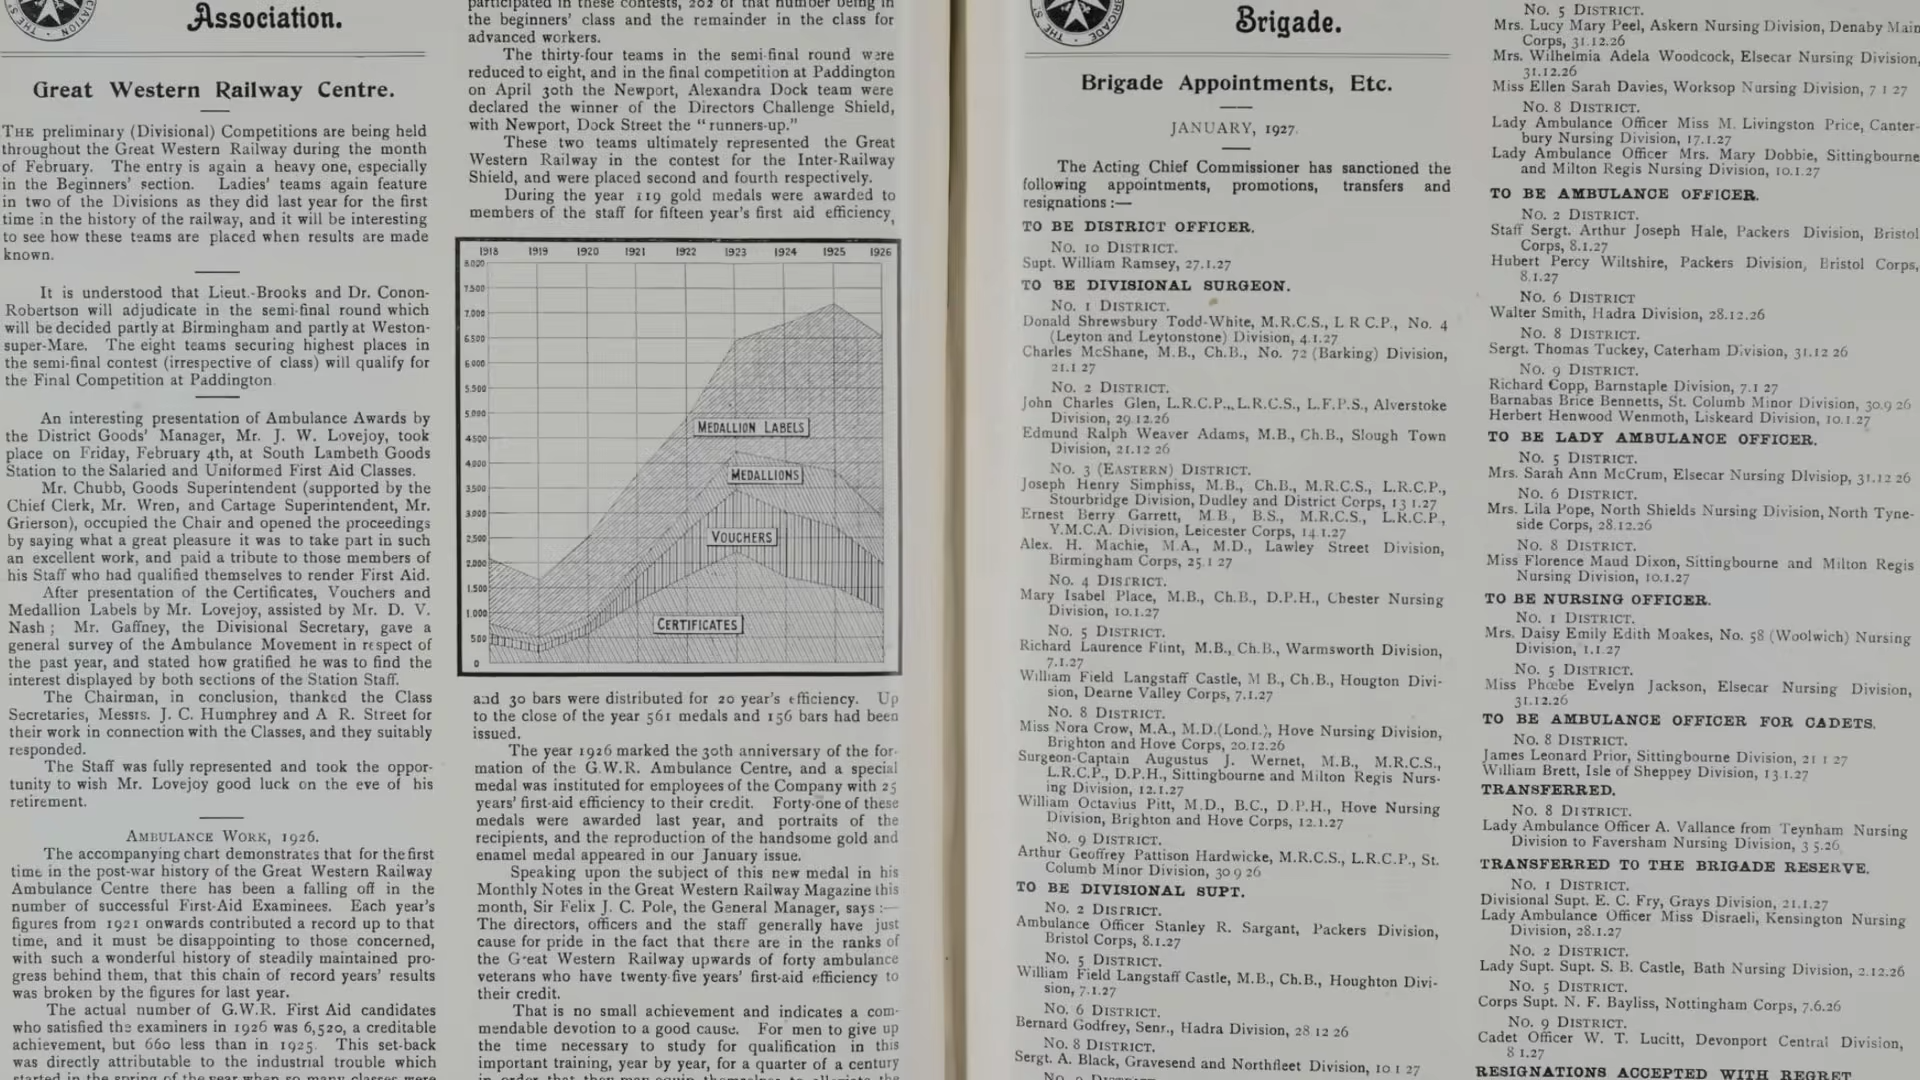 Association.
Great Western Railway Centre.
THE preliminary (Divisional) Competitions are being held
throughout the Great Western Railway during the month
of February. The entry is again a heavy one, especially
in the Beginners' section. Ladies' teams again feature
in two of the Divisions as they did last year for the first
time in the history of the railway, and it will be interesting
to see how these teams are placed when results are made
known.
It is understood that Lieut.-Brooks and Dr. Conon-
Robertson will adjudicate in the semi-final round which
will be decided partly at Birmingham and partly at Weston-
super-Mare. The eight teams securing highest places in
the semi-final contest (irrespective of class) will qualify for
the Final Competition at Paddington
An interesting presentation of Ambulance Awards by
the District Goods' Manager, Mr. J. W. Lovejoy, took
place on Friday, February 4th, at South Lambeth Goods
Station to the Salaried and Uniformed First Aid Classes.
Mr. Chubb, Goods Superintendent (supported by the
Chief Clerk, Mr. Wren, and Cartage Superintendent, Mr.
Grierson), occupied the Chair and opened the proceedings
by saying what a great pleasure it was to take part in such
an excellent work, and paid a tribute to those members of
his Staff who had qualified themselves to render First Aid.
After presentation of the Certificates, Vouchers and
Medallion Labels by Mr. Lovejoy, assisted by Mr. D. V.
Nash ; Mr. Gaffney, the Divisional Secretary, gave a
general survey of the Ambulance Movement in respect of
the past year, and stated how gratified he was to find the
interest displayed by both sections of the Station Staff.
The Chairman, in conclusion, thanked the Class
Secretaries, Messrs. J. C. Humphrey and A R. Street for
their work in connection with the Classes, and they suitably
responded.
The Staff was fully represented and took the oppor-
tunity to wish Mr. Lovejoy good luck on the eve of his
retirement.
AMBULANCE WORK, 1926.
The accompanying chart demonstrates that for the first
time in the post-war history of the Great Western Railway
Ambulance Centre there has been a falling off in the
number of successful First-Aid Examinees. Each year's
figures from 1921 onwards contributed a record up to that
time, and it must be disappointing to those concerned,
with such a wonderful history of steadily maintained pro-
gress behind them, that this chain of record years' results
was broken by the figures for last year.
The actual number of G.W.R. First Aid candidates
who satisfied the examiners in 1926 was 6,520, a creditable
achievement, but 660 less than in 1925. This set-back
was directly attributable to the industrial trouble which
started in the spring of the year when so many classes were
participated in these contests, 202 of that number being in
the beginners' class and the remainder in the class for
advanced workers.
The thirty-four teams in the semi-final round were
reduced to eight, and in the final competition at Paddington
on April 30th the Newport, Alexandra Dock team were
declared the winner of the Directors Challenge Shield,
with Newport, Dock Street the "runners-up."
These two teams ultimately represented the Great
Western Railway in the contest for the Inter-Railway
Shield, and were placed second and fourth respectively.
During the year 119 gold medals were awarded to
members of the staff for fifteen year's first aid efficiency,
1918 1919 1920 1921 1922 1923 1924 1925 1926
8,000
7,500
7,000
6,500
6,000
5,500
5,000
4,500
4,000
3,500
3,000
2,500
2,000
1,500
1,000
500
0
MEDALLION LABELS
MEDALLIONS
VOUCHERS
CERTIFICATES
and 30 bars were distributed for 20 year's efficiency. Up
to the close of the year 561 medals and 156 bars had been
issued.
The year 1926 marked the 30th anniversary of the for-
mation of the G.W.R. Ambulance Centre, and a special
medal was instituted for employees of the Company with 25
years' first-aid efficiency to their credit. Forty-one of these
medals were awarded last year, and portraits of the
recipients, and the reproduction of the handsome gold and
enamel medal appeared in our January issue.
Speaking upon the subject of this new medal in his
Monthly Notes in the Great Western Railway Magazine this
month, Sir Felix J. C. Pole, the General Manager, says :—
The directors, officers and the staff generally have just
cause for pride in the fact that there are in the ranks of
the Great Western Railway upwards of forty ambulance
veterans who have twenty-five years' first-aid efficiency to
their credit.
That is no small achievement and indicates a com-
mendable devotion to a good cause. For men to give up
the time necessary to study for qualification in this
important training, year by year, for a quarter of a century
in order that they may equip themselves to alleviate the
Brigade.
Brigade Appointments, Etc.
JANUARY, 1927.
The Acting Chief Commissioner has sanctioned the
following appointments, promotions, transfers and
resignations :—
TO BE DISTRICT OFFICER.
No. 10 DISTRICT.
Supt. William Ramsey, 27.1.27
TO BE DIVISIONAL SURGEON.
No. 1 DISTRICT.
Donald Shrewsbury Todd-White, M.R.C.S., L R C.P., No. 4
(Leyton and Leytonstone) Division, 4.1.27
Charles McShane, M.B., Ch.B., No. 72 (Barking) Division,
21.1 27
No. 2 DISTRICT.
John Charles Glen, L.R.C.P., L.R.C.S., L.F.P.S., Alverstoke
Division, 29.12.26
Edmund Ralph Weaver Adams, M.B., Ch.B., Slough Town
Division, 21.12 26
No. 3 (EASTERN) DISTRICT.
Joseph Henry Simphiss, M.B., Ch.B., M.R.C.S., L.R.C.P.,
Stourbridge Division, Dudley and District Corps, 13 1.27
Ernest Berry Garrett, M.B., B.S., M.R.C.S., L.R.C.P.,
Y.M.C.A. Division, Leicester Corps, 14.1.27
Alex. H. Machie, M.A., M.D., Lawley Street Division,
Birmingham Corps, 25.1 27
No. 4 DISTRICT.
Mary Isabel Place, M.B., Ch.B., D.P.H., Chester Nursing
Division, 10.1.27
No. 5 DISTRICT.
Richard Laurence Flint, M.B., Ch.B., Warmsworth Division,
7.1.27
William Field Langstaff Castle, M B., Ch.B., Hougton Divi-
sion, Dearne Valley Corps, 7.1.27
No. 8 DISTRICT.
Miss Nora Crow, M.A., M.D.(Lond.), Hove Nursing Division,
Brighton and Hove Corps, 20.12.26
Surgeon-Captain Augustus J. Wernet, M.B., M.R.C.S.,
L.R.C.P., D.P.H., Sittingbourne and Milton Regis Nurs-
ing Division, 12.1.27
William Octavius Pitt, M.D., B.C., D.P.H., Hove Nursing
Division, Brighton and Hove Corps, 12.1.27
No. 9 DISTRICT.
Arthur Geoffrey Pattison Hardwicke, M.R.C.S., L.R.C.P., St.
Columb Minor Division, 30 9 26
TO BE DIVISIONAL SUPT.
No. 2 DISTRICT.
Ambulance Officer Stanley R. Sargant, Packers Division,
Bristol Corps, 8.1.27
No. 5 DISTRICT.
William Field Langstaff Castle, M.B., Ch.B., Houghton Divi-
sion, 7.1.27
No. 6 DISTRICT.
Bernard Godfrey, Senr., Hadra Division, 28 12 26
No. 8 DISTRICT.
Sergt. A. Black, Gravesend and Northfleet Division, 10 1 27
No. 5 DISTRICT.
Mrs. Lucy Mary Peel, Askern Nursing Division, Denaby Main
Corps, 31.12.26
Mrs. Wilhelmia Adela Woodcock, Elsecar Nursing Division,
31.12.26
Miss Ellen Sarah Davies, Worksop Nursing Division, 7 1 27
No. 8 DISTRICT.
Lady Ambulance Officer Miss M. Livingston Price, Canter-
bury Nursing Division, 17.1.27
Lady Ambulance Officer Mrs. Mary Dobbie, Sittingbourne
and Milton Regis Nursing Division, 10.1.27
TO BE AMBULANCE OFFICER.
No. 2 DISTRICT.
Staff Sergt. Arthur Joseph Hale, Packers Division, Bristol
Corps, 8.1.27
Hubert Percy Wiltshire, Packers Division, Bristol Corps,
8.1.27
No. 6 DISTRICT
Walter Smith, Hadra Division, 28.12.26
No. 8 DISTRICT.
Sergt. Thomas Tuckey, Caterham Division, 31.12 26
No. 9 DISTRICT.
Richard Copp, Barnstaple Division, 7.1 27
Barnabas Brice Bennetts, St. Columb Minor Division, 30.9 26
Herbert Henwood Wenmoth, Liskeard Division, 10.1.27
TO BE LADY AMBULANCE OFFICER.
No. 5 DISTRICT.
Mrs. Sarah Ann McCrum, Elsecar Nursing Division, 31.12 26
No. 6 DISTRICT.
Mrs. Lila Pope, North Shields Nursing Division, North Tyne-
side Corps, 28.12.26
No. 8 DISTRICT.
Miss Florence Maud Dixon, Sittingbourne and Milton Regis
Nursing Division, 10.1.27
TO BE NURSING OFFICER.
No. 1 DISTRICT.
Mrs. Daisy Emily Edith Moakes, No. 58 (Woolwich) Nursing
Division, 1.1.27
No. 5 DISTRICT.
Miss Phœbe Evelyn Jackson, Elsecar Nursing Division,
31.12.26
TO BE AMBULANCE OFFICER FOR CADETS.
No. 8 DISTRICT.
James Leonard Prior, Sittingbourne Division, 21 1 27
William Brett, Isle of Sheppey Division, 13.1.27
TRANSFERRED.
No. 8 DISTRICT.
Lady Ambulance Officer A. Vallance from Teynham Nursing
Division to Faversham Nursing Division, 3 5.26
TRANSFERRED TO THE BRIGADE RESERVE.
No. 1 DISTRICT.
Divisional Supt. E. C. Fry, Grays Division, 21.1.27
Lady Ambulance Officer Miss Disraeli, Kensington Nursing
Division, 28.1.27
No. 2 DISTRICT.
Lady Supt. Supt. S. B. Castle, Bath Nursing Division, 2.12.26
No. 5 DISTRICT.
Corps Supt. N. F. Bayliss, Nottingham Corps, 7.6.26
No. 9 DISTRICT.
Cadet Officer W. T. Lucitt, Devonport Central Division,
8 1.27
RESIGNATIONS ACCEPTED WITH REGRET